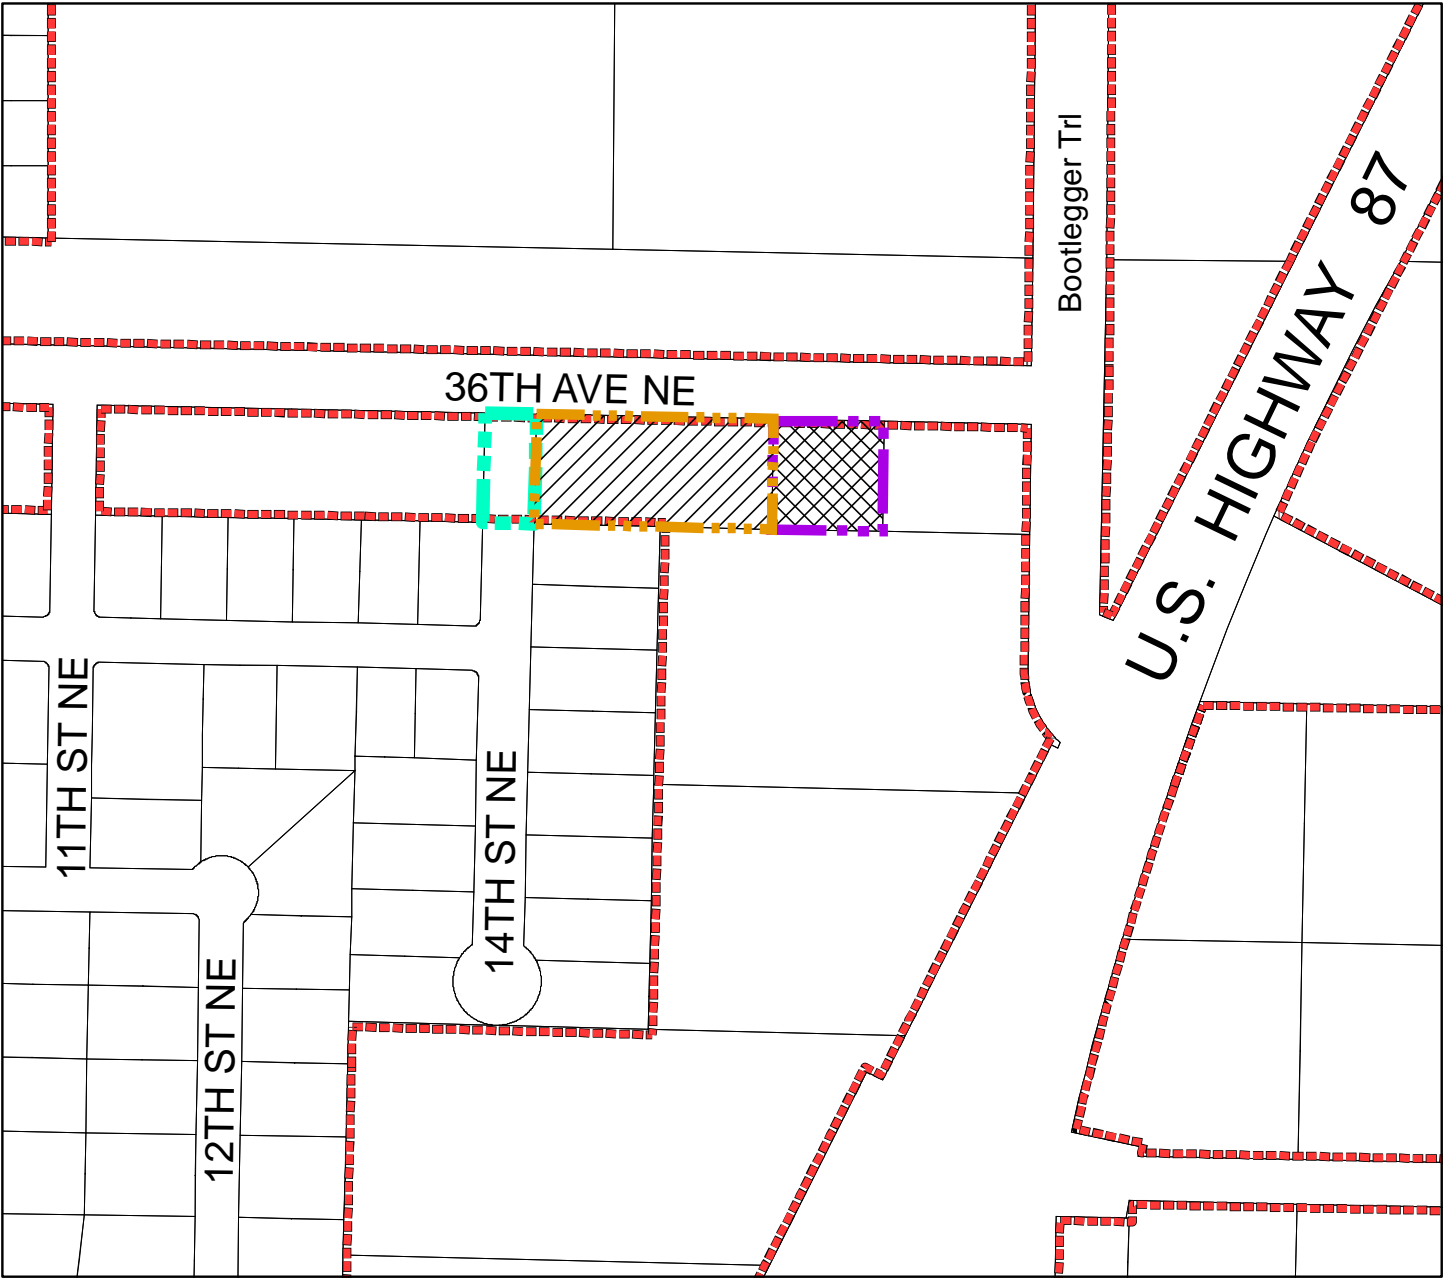 Bootlegger Trl
U.S. HIGHWAY 87
36TH AVE NE
11TH ST NE
14TH ST NE
12TH ST NE